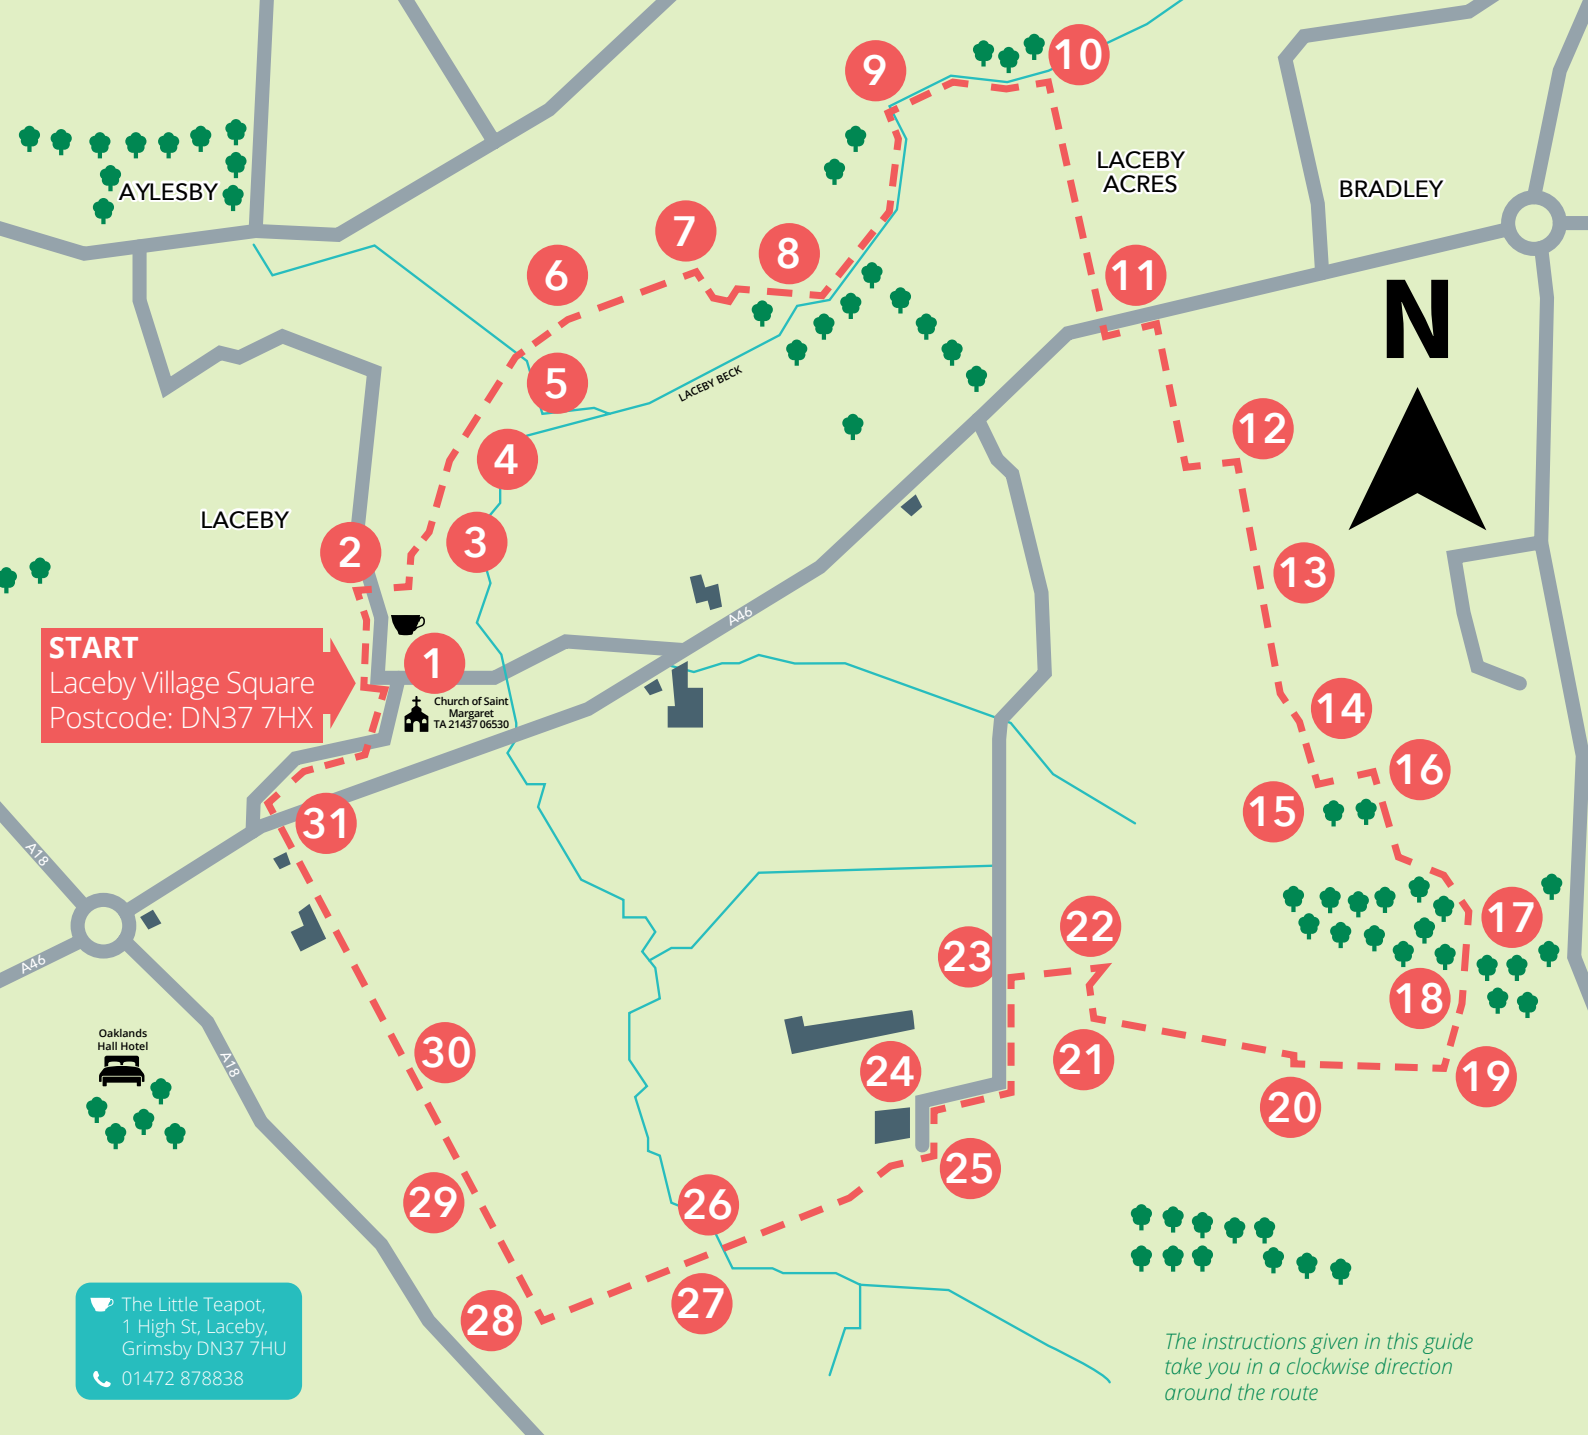 9
10
LACEBY
ACRES
BRADLEY
AYLESBY
7
8
6
11
N
5
LACEBY BECK
12
4
LACEBY
3
2
13
A46
START
Laceby Village Square
Postcode: DN37 7HX
1
Church of Saint
Margaret
TA 21437 06530
14
16
15
31
A18
17
22
23
A46
18
Oaklands
Hall Hotel
30
A18
24
21
19
20
25
29
26
27
28
The Little Teapot,
1 High St, Laceby,
Grimsby DN37 7HU
01472 878838
The instructions given in this guide
take you in a clockwise direction
around the route